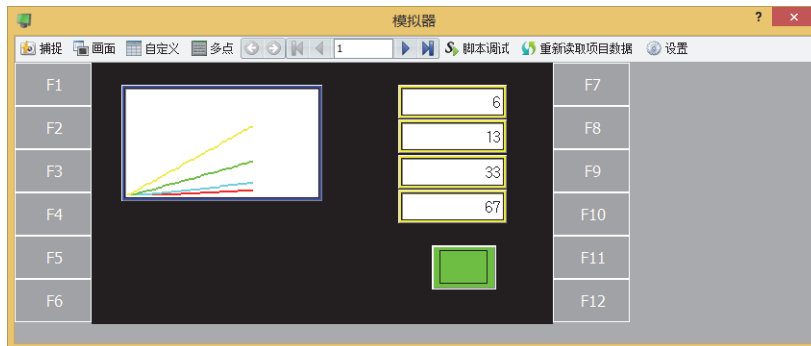 模拟器 ? ×
捕捉 画面 自定义 多点 1 脚本调试 重新读取项目数据 设置
F1 6 F7
F2 13 F8
F3 33 F9
F4 67 F10
F5 F11
F6 F12